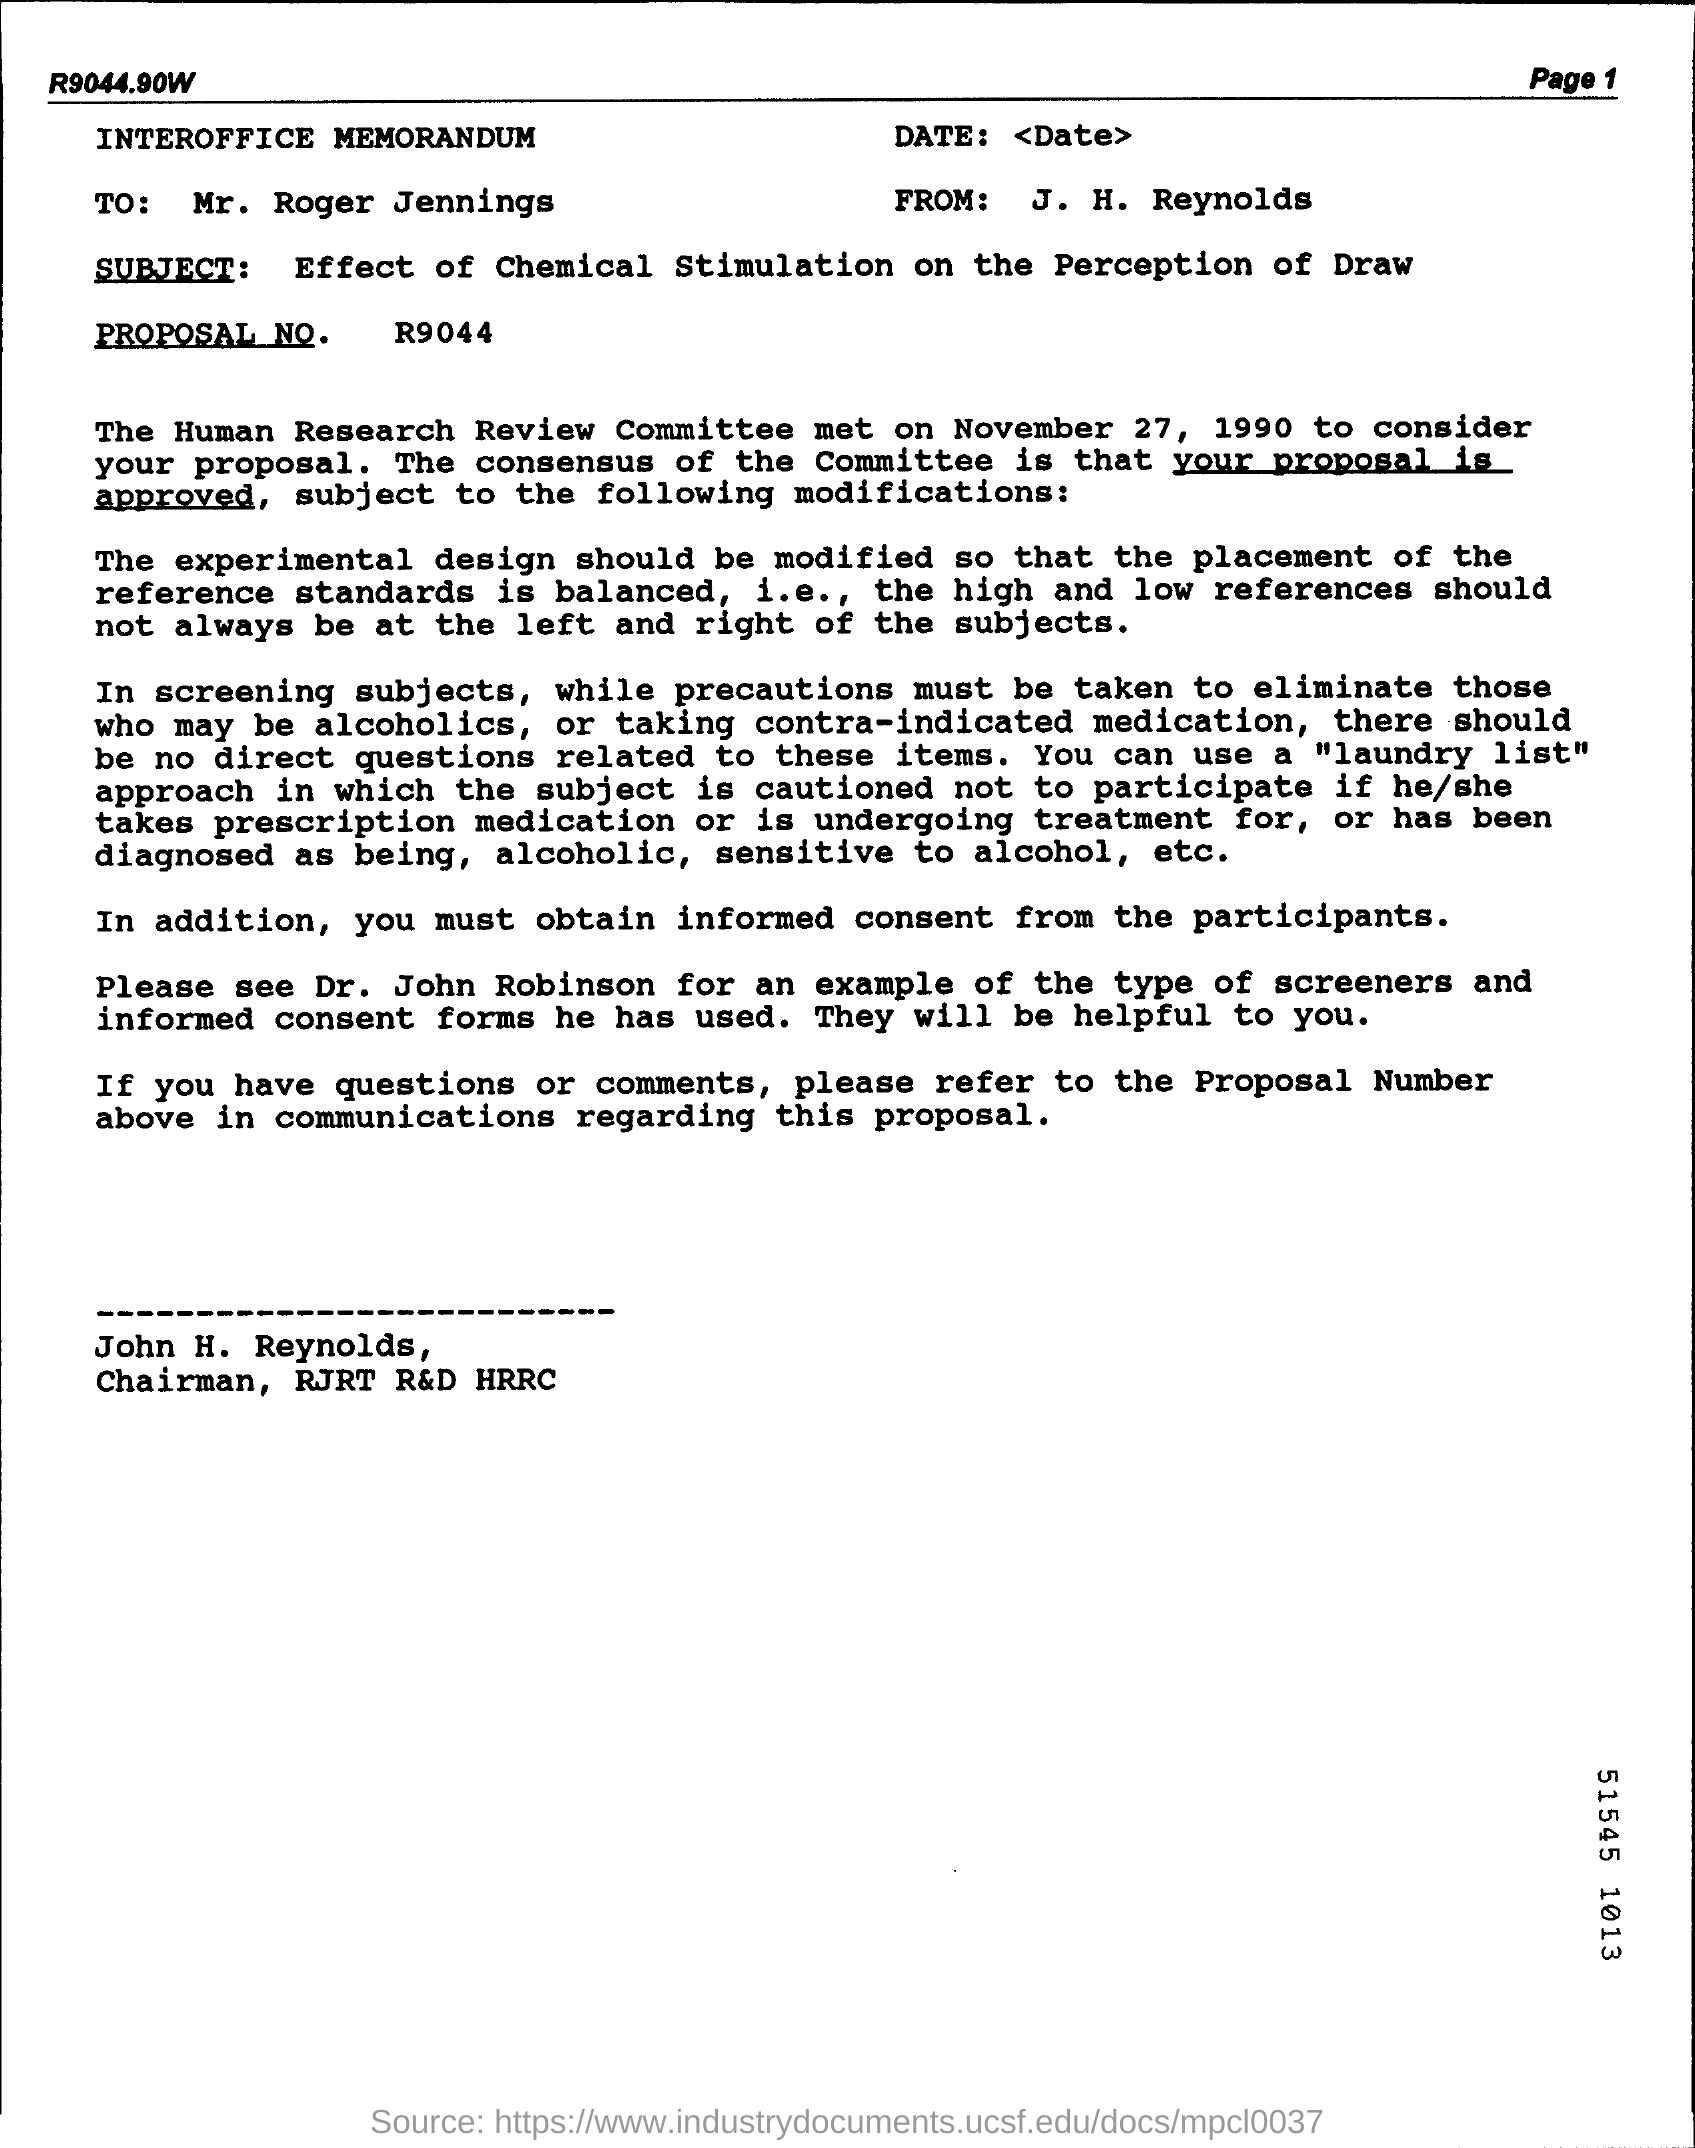 R9044.90W Page 1
INTEROFFICE MEMORANDUM DATE: <Date>
TO: Mr. Roger Jennings FROM: J. H. Reynolds
SUBJECT: Effect of Chemical Stimulation on the Perception of Draw
PROPOSAL NO. R9044
The Human Research Review Committee met on November 27, 1990 to consider
your proposal. The consensus of the Committee is that your proposal is
approved, subject to the following modifications:
The experimental design should be modified so that the placement of the
reference standards is balanced, i.e., the high and low references should
not always be at the left and right of the subjects.
In screening subjects, while precautions must be taken to eliminate those
who may be alcoholics, or taking contra-indicated medication, there should
be no direct questions related to these items. You can use a "laundry list"
approach in which the subject is cautioned not to participate if he/she
takes prescription medication or is undergoing treatment for, or has been
diagnosed as being, alcoholic, sensitive to alcohol, etc.
In addition, you must obtain informed consent from the participants.
Please see Dr. John Robinson for an example of the type of screeners and
informed consent forms he has used. They will be helpful to you.
If you have questions or comments, please refer to the Proposal Number
above in communications regarding this proposal.
--------------------------
John H. Reynolds,
Chairman, RJRT R&D HRRC
51545 1013
Source: https://www.industrydocuments.ucsf.edu/docs/mpcl0037